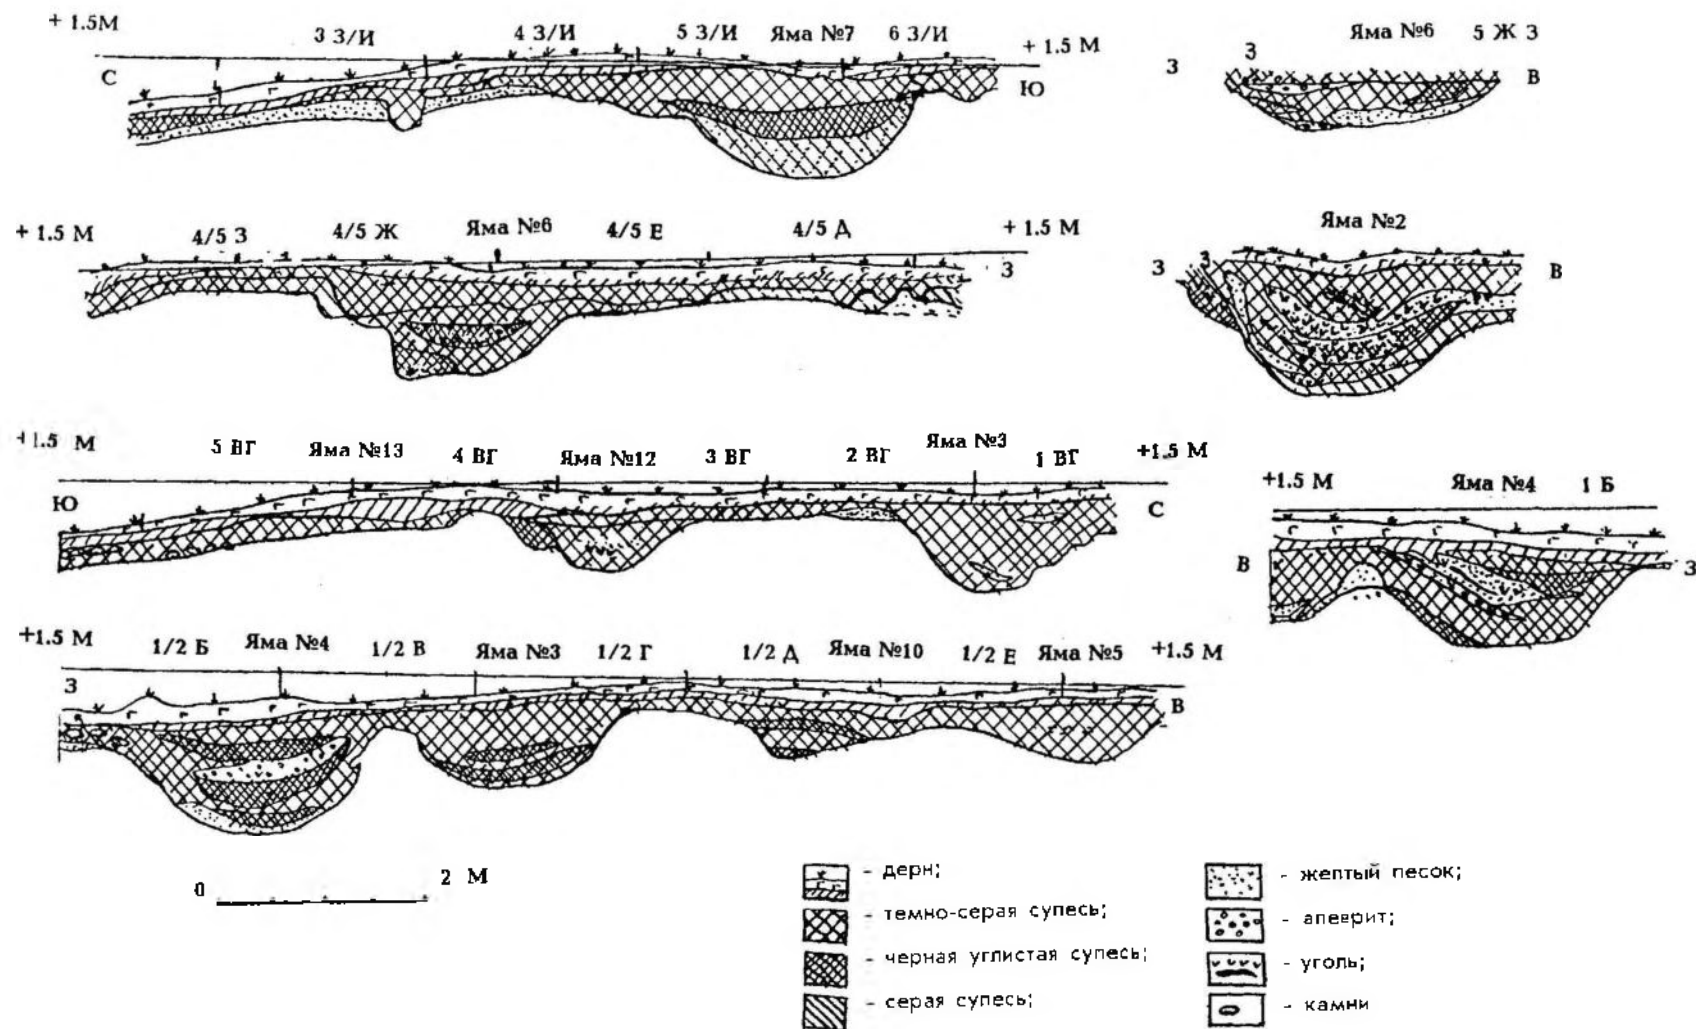 + 1.5М 3 З/И 4 З/И 5 З/И Яма №7 6 З/И + 1.5 М
С Ю
Яма №6 5 Ж З
З З В
+ 1.5 М 4/5 З 4/5 Ж Яма №6 4/5 Е 4/5 Д + 1.5 М
З
Яма №2
З З В
+1.5 М 5 ВГ Яма №13 4 ВГ Яма №12 3 ВГ 2 ВГ Яма №3 1 ВГ +1.5 М
Ю С
+1.5 М Яма №4 1 Б
В З
+1.5 М 1/2 Б Яма №4 1/2 В Яма №3 1/2 Г 1/2 Д Яма №10 1/2 Е Яма №5 +1.5 М
З В
0 2 М
- дерн;
- темно-серая супесь;
- черная углистая супесь;
- серая супесь;
- желтый песок;
- алеврит;
- уголь;
- камни